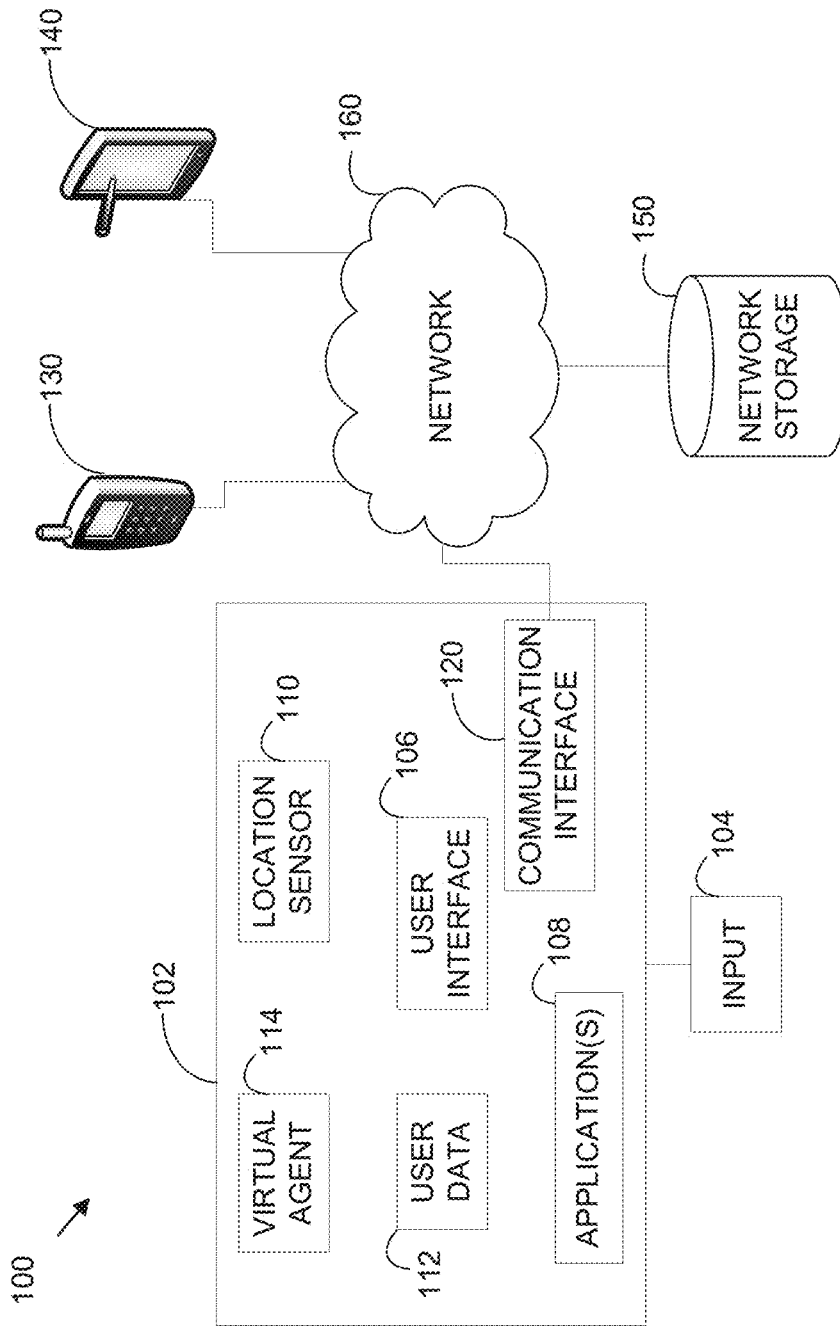 100
102
114
VIRTUAL
AGENT
110
LOCATION
SENSOR
112
USER
DATA
106
USER
INTERFACE
108
APPLICATION(S)
120
COMMUNICATION
INTERFACE
104
INPUT
130
140
160
NETWORK
150
NETWORK
STORAGE